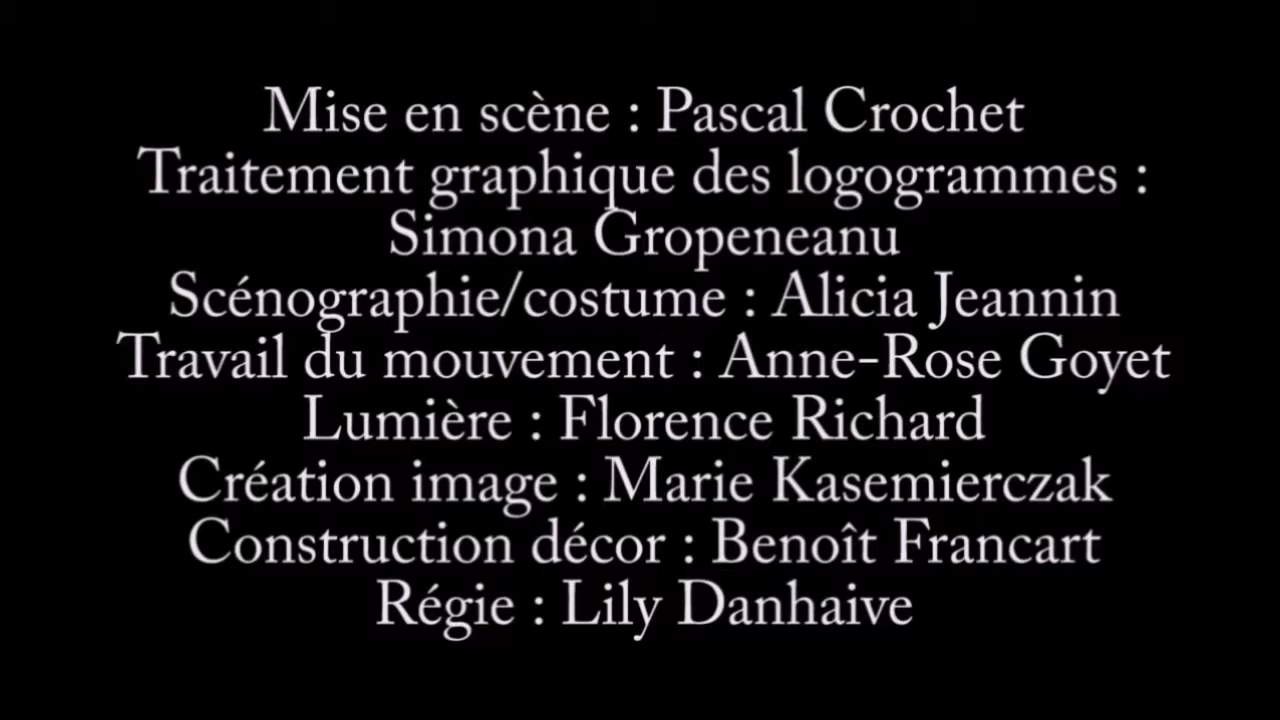 Mise en scène : Pascal Crochet
Traitement graphique des logogrammes :
Simona Gropeneanu
Scénographie/costume : Alicia Jeannin
Travail du mouvement : Anne-Rose Goyet
Lumière : Florence Richard
Création image : Marie Kasemierczak
Construction décor : Benoît Francart
Régie : Lily Danhaive